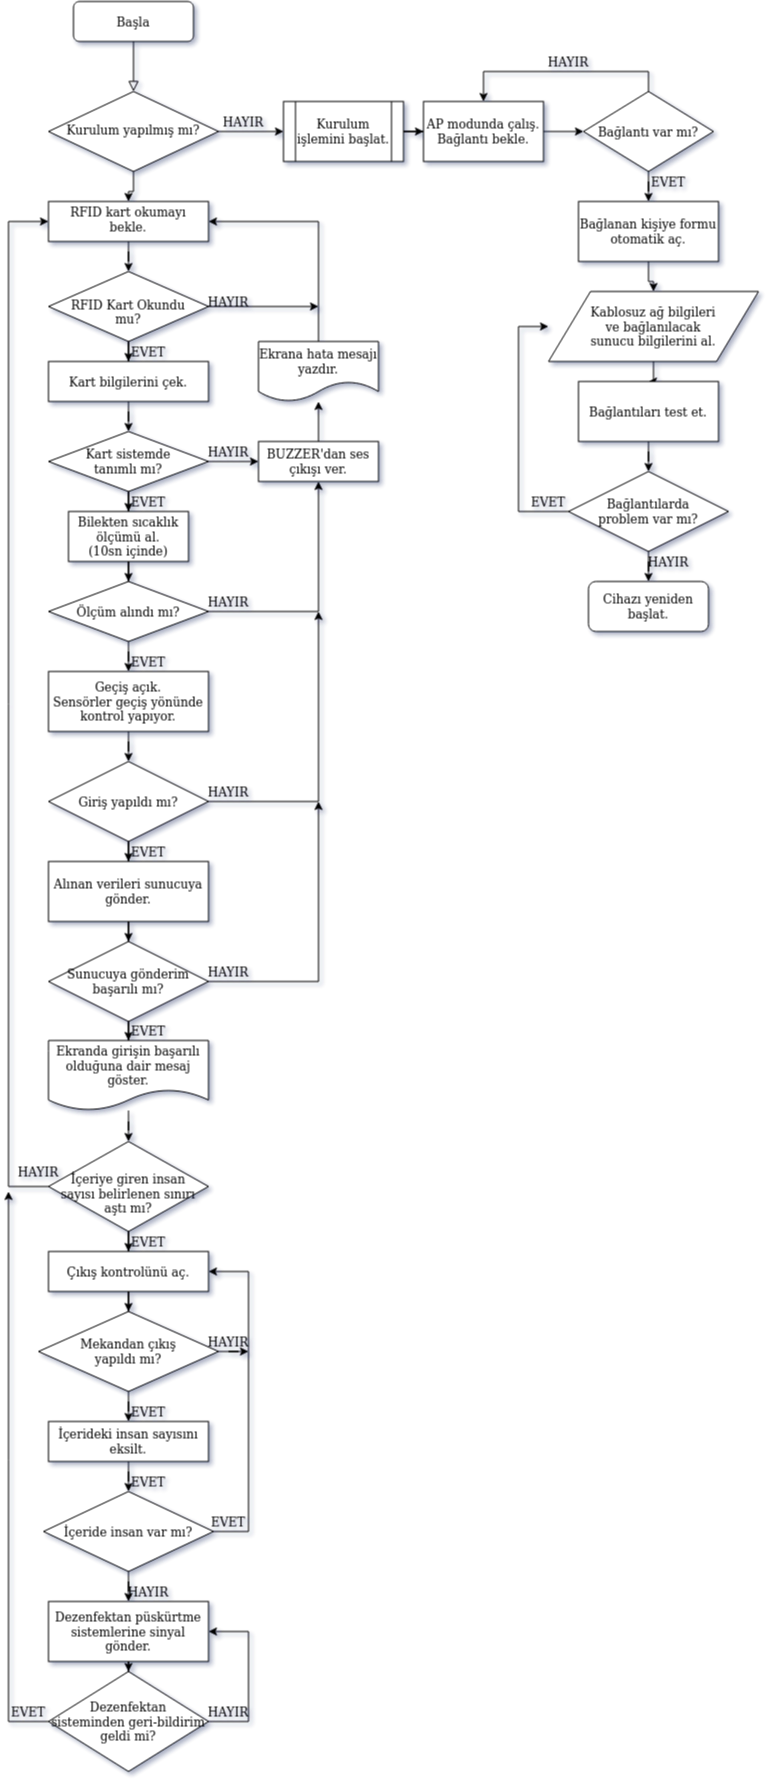 Başla
Kurulum yapılmış mı?
HAYIR
Kurulum
işlemini başlat.
AP modunda çalış.
Bağlantı bekle.
HAYIR
Bağlantı var mı?
EVET
Bağlanan kişiye formu
otomatik aç.
Kablosuz ağ bilgileri
ve bağlanılacak
sunucu bilgilerini al.
Bağlantıları test et.
EVET
Bağlantılarda
problem var mı?
HAYIR
Cihazı yeniden
başlat.
RFID kart okumayı
bekle.
RFID Kart Okundu
mu?
HAYIR
EVET
Ekrana hata mesajı
yazdır.
Kart bilgilerini çek.
Kart sistemde
tanımlı mı?
HAYIR
BUZZER'dan ses
çıkışı ver.
EVET
Bilekten sıcaklık
ölçümü al.
(10sn içinde)
Ölçüm alındı mı?
HAYIR
EVET
Geçiş açık.
Sensörler geçiş yönünde
kontrol yapıyor.
Giriş yapıldı mı?
HAYIR
EVET
Alınan verileri sunucuya
gönder.
Sunucuya gönderim
başarılı mı?
HAYIR
EVET
Ekranda girişin başarılı
olduğuna dair mesaj
göster.
HAYIR
İçeriye giren insan
sayısı belirlenen sınırı
aştı mı?
EVET
Çıkış kontrolünü aç.
Mekandan çıkış
yapıldı mı?
HAYIR
EVET
İçerideki insan sayısını
eksilt.
EVET
İçeride insan var mı?
EVET
HAYIR
Dezenfektan püskürtme
sistemlerine sinyal
gönder.
EVET
Dezenfektan
sisteminden geri-bildirim
geldi mi?
HAYIR